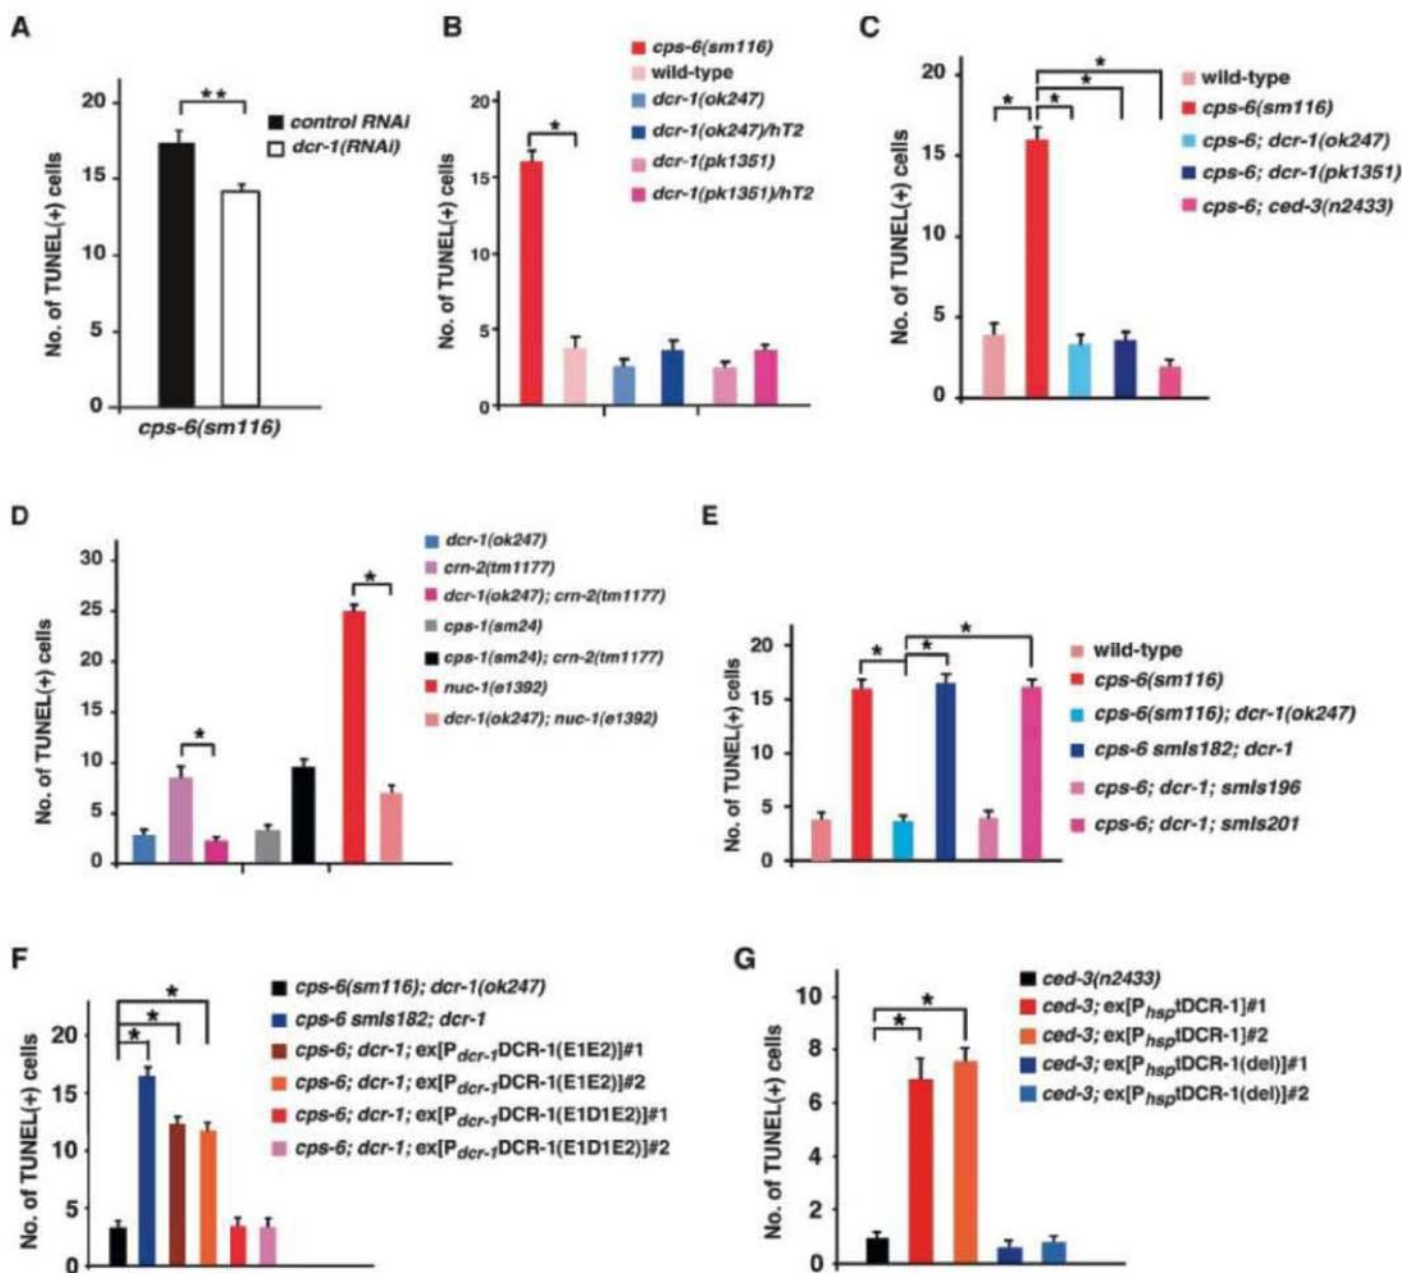 A
No. of TUNEL(+) cells
20
15
10
5
0
**
control RNAi
dcr-1(RNAi)
cps-6(sm116)
B
No. of TUNEL(+) cells
20
15
10
5
0
*
cps-6(sm116)
wild-type
dcr-1(ok247)
dcr-1(ok247)/hT2
dcr-1(pk1351)
dcr-1(pk1351)/hT2
C
No. of TUNEL(+) cells
20
15
10
5
0
*
*
*
*
wild-type
cps-6(sm116)
cps-6; dcr-1(ok247)
cps-6; dcr-1(pk1351)
cps-6; ced-3(n2433)
D
No. of TUNEL(+) cells
30
25
20
15
10
5
0
*
*
dcr-1(ok247)
crn-2(tm1177)
dcr-1(ok247); crn-2(tm1177)
cps-1(sm24)
cps-1(sm24); crn-2(tm1177)
nuc-1(e1392)
dcr-1(ok247); nuc-1(e1392)
E
No. of TUNEL(+) cells
20
15
10
5
0
*
*
*
wild-type
cps-6(sm116)
cps-6(sm116); dcr-1(ok247)
cps-6 smIs182; dcr-1
cps-6; dcr-1; smIs196
cps-6; dcr-1; smIs201
F
No. of TUNEL(+) cells
20
15
10
5
0
*
*
*
cps-6(sm116); dcr-1(ok247)
cps-6 smIs182; dcr-1
cps-6; dcr-1; ex[Pdcr-1DCR-1(E1E2)]#1
cps-6; dcr-1; ex[Pdcr-1DCR-1(E1E2)]#2
cps-6; dcr-1; ex[Pdcr-1DCR-1(E1D1E2)]#1
cps-6; dcr-1; ex[Pdcr-1DCR-1(E1D1E2)]#2
G
No. of TUNEL(+) cells
10
8
6
4
2
0
*
*
ced-3(n2433)
ced-3; ex[PhsptDCR-1]#1
ced-3; ex[PhsptDCR-1]#2
ced-3; ex[PhsptDCR-1(del)]#1
ced-3; ex[PhsptDCR-1(del)]#2